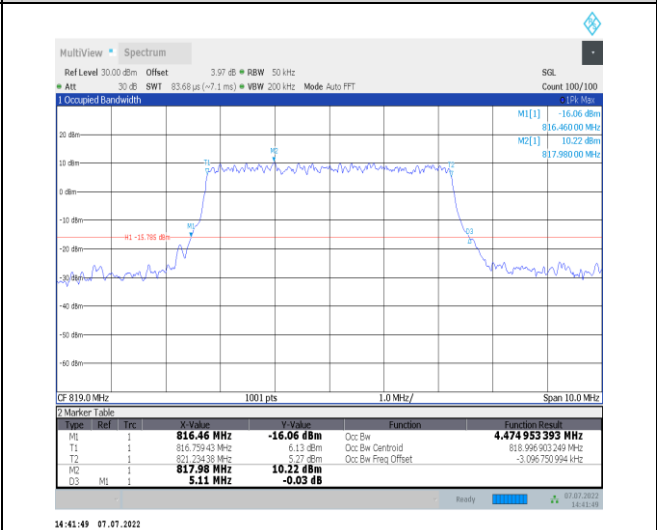 MultiView Spectrum
Ref Level 30.00 dBm Offset 3.97 dB RBW 50 kHz SGL
Att 30 dB SWT 83.68 µs (~7.1 ms) VBW 200 kHz Mode Auto FFT Count 100/100
1 Occupied Bandwidth 1Pk Max
M1[1] -16.06 dBm
816.460 00 MHz
M2[1] 10.22 dBm
817.980 00 MHz
20 dBm
M2
T1
T2
10 dBm
0 dBm
-10 dBm
M1
D3
H1 -15.785 dBm
-20 dBm
-30 dBm
-40 dBm
-50 dBm
-60 dBm
CF 819.0 MHz 1001 pts 1.0 MHz/ Span 10.0 MHz
2 Marker Table
Type Ref Trc X-Value Y-Value Function Function Result
M1 1 816.46 MHz -16.06 dBm Occ Bw 4.474 953 393 MHz
T1 1 816.759 43 MHz 6.13 dBm Occ Bw Centroid 818.996 903 249 MHz
T2 1 821.234 38 MHz 5.27 dBm Occ Bw Freq Offset -3.096 750 994 kHz
M2 1 817.98 MHz 10.22 dBm
D3 M1 1 5.11 MHz -0.03 dB
Ready 07.07.2022
14:41:49
14:41:49 07.07.2022